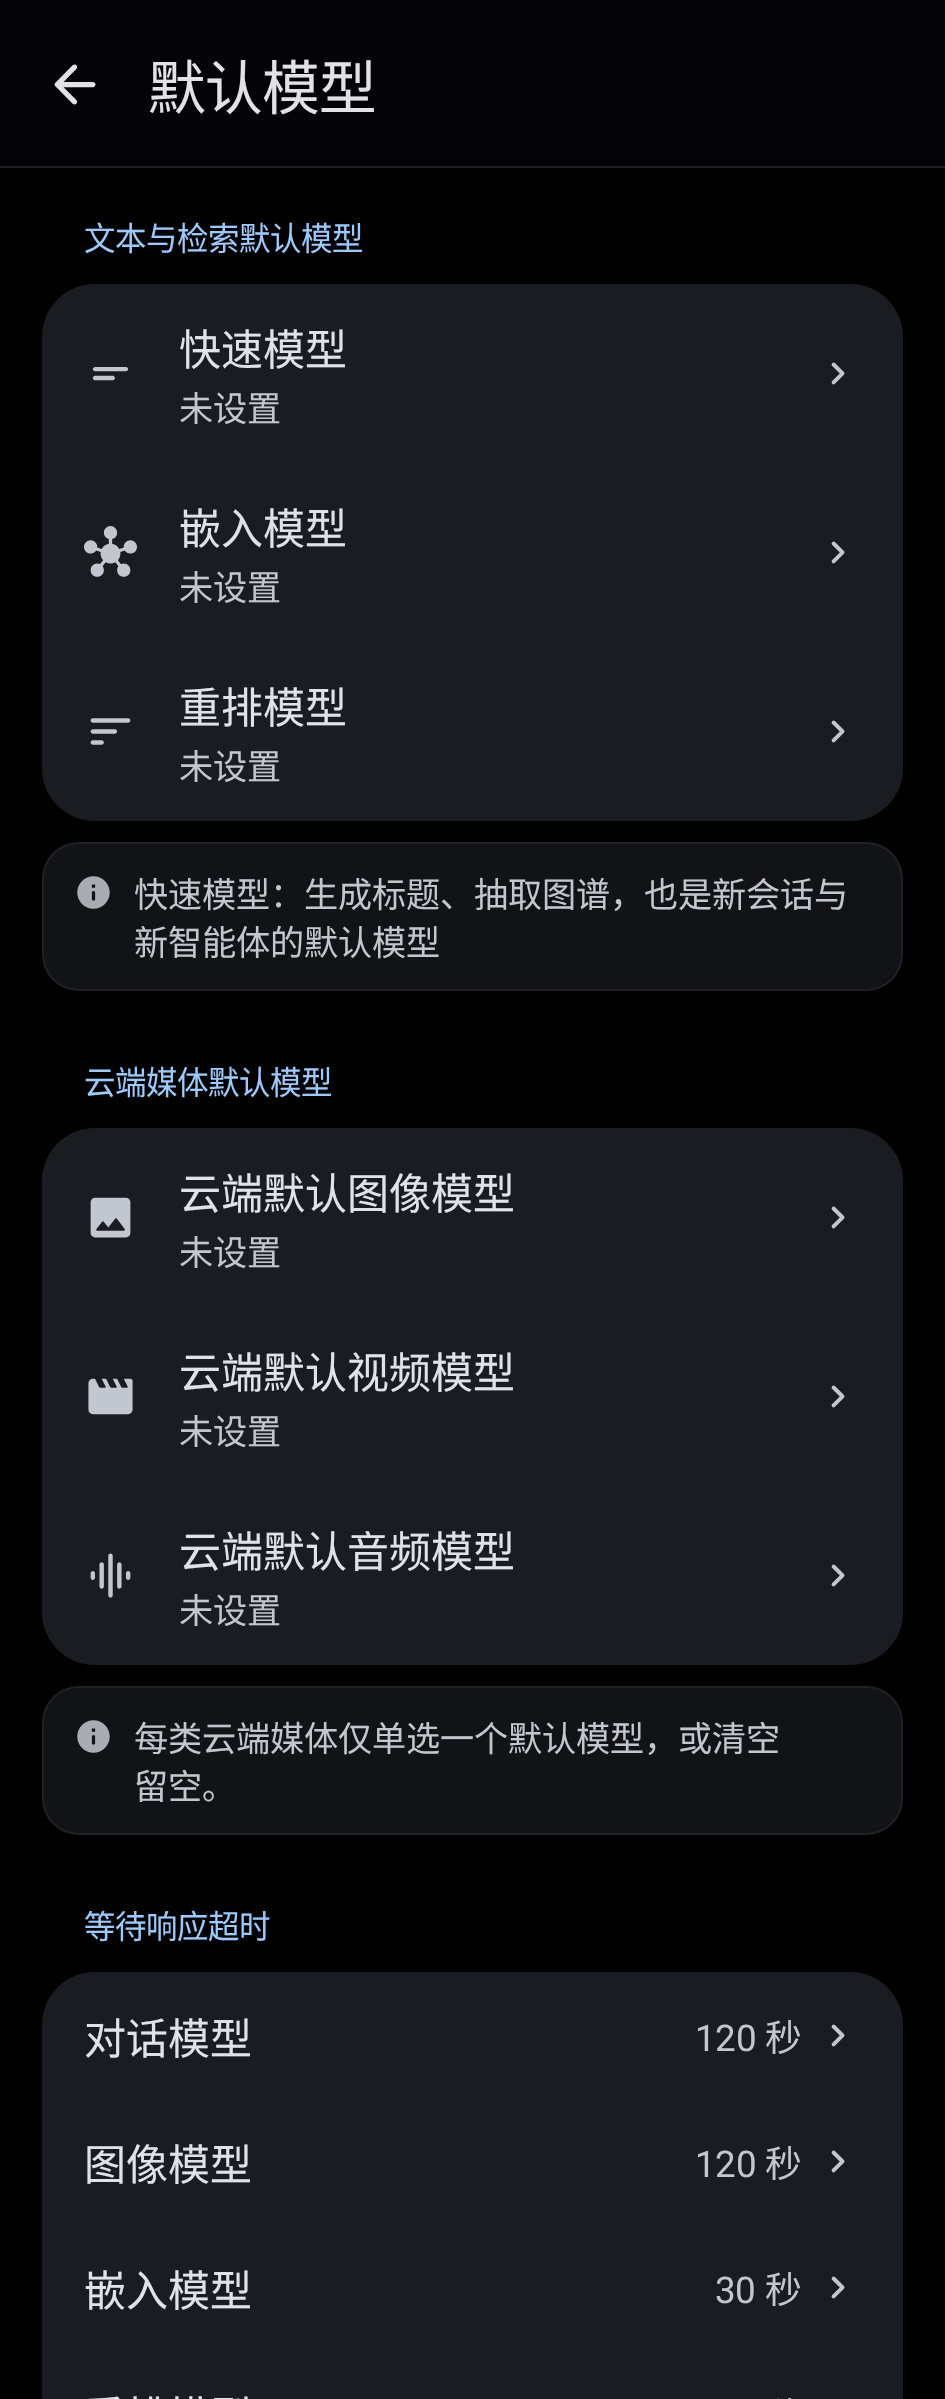 默认模型
文本与检索默认模型
快速模型
未设置
嵌入模型
未设置
重排模型
未设置
快速模型：生成标题、抽取图谱，也是新会话与
新智能体的默认模型
云端媒体默认模型
云端默认图像模型
未设置
云端默认视频模型
未设置
云端默认音频模型
未设置
每类云端媒体仅单选一个默认模型，或清空
留空。
等待响应超时
对话模型 120 秒
图像模型 120 秒
嵌入模型 30 秒